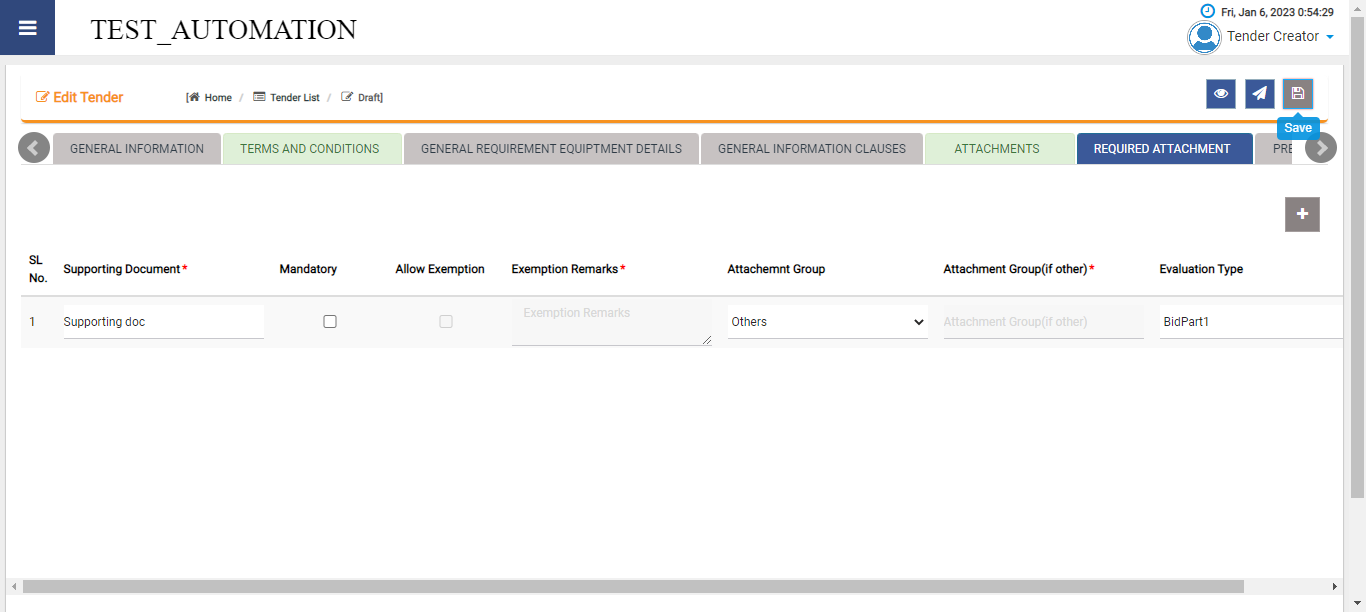 TEST_AUTOMATION
Fri, Jan 6, 2023 0:54:29
Tender Creator
Edit Tender
[ Home / Tender List / Draft]
Save
GENERAL INFORMATION
TERMS AND CONDITIONS
GENERAL REQUIREMENT EQUIPTMENT DETAILS
GENERAL INFORMATION CLAUSES
ATTACHMENTS
REQUIRED ATTACHMENT
PRE
+
SL No.
Supporting Document*
Mandatory
Allow Exemption
Exemption Remarks*
Attachemnt Group
Attachment Group(if other)*
Evaluation Type
1
Supporting doc
Exemption Remarks
Others
Attachment Group(if other)
BidPart1